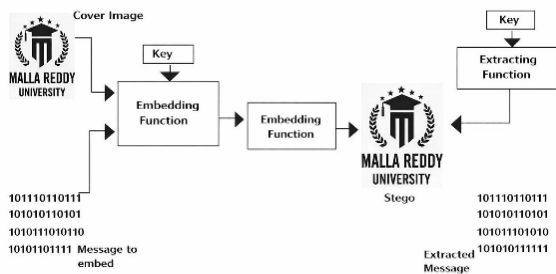 Cover Image
MALLA REDDY
UNIVERSITY
Key
Embedding
Function
Embedding
Function
MALLA REDDY
UNIVERSITY
Stego
Key
Extracting
Function
101110110111
101010110101
1010111010110
10101101111 Message to
embed
101110110111
101010110101
101011101010
101010111111
Extracted
Message